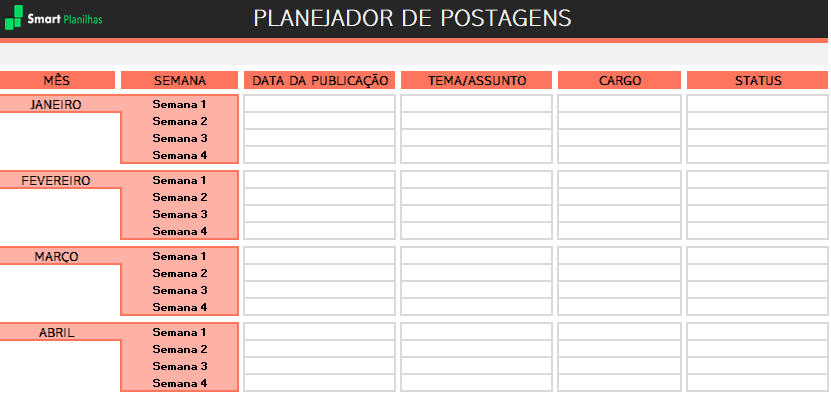 Smart Planilhas
PLANEJADOR DE POSTAGENS
MÊS SEMANA DATA DA PUBLICAÇÃO TEMA/ASSUNTO CARGO STATUS
JANEIRO Semana 1
Semana 2
Semana 3
Semana 4
FEVEREIRO Semana 1
Semana 2
Semana 3
Semana 4
MARÇO Semana 1
Semana 2
Semana 3
Semana 4
ABRIL Semana 1
Semana 2
Semana 3
Semana 4